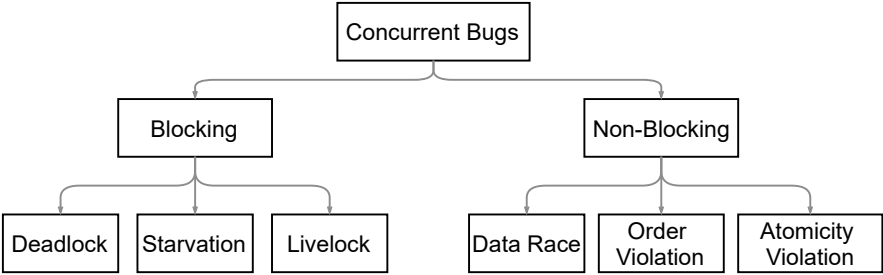 Concurrent Bugs
Blocking
Non-Blocking
Deadlock
Starvation
Livelock
Data Race
Order
Violation
Atomicity
Violation